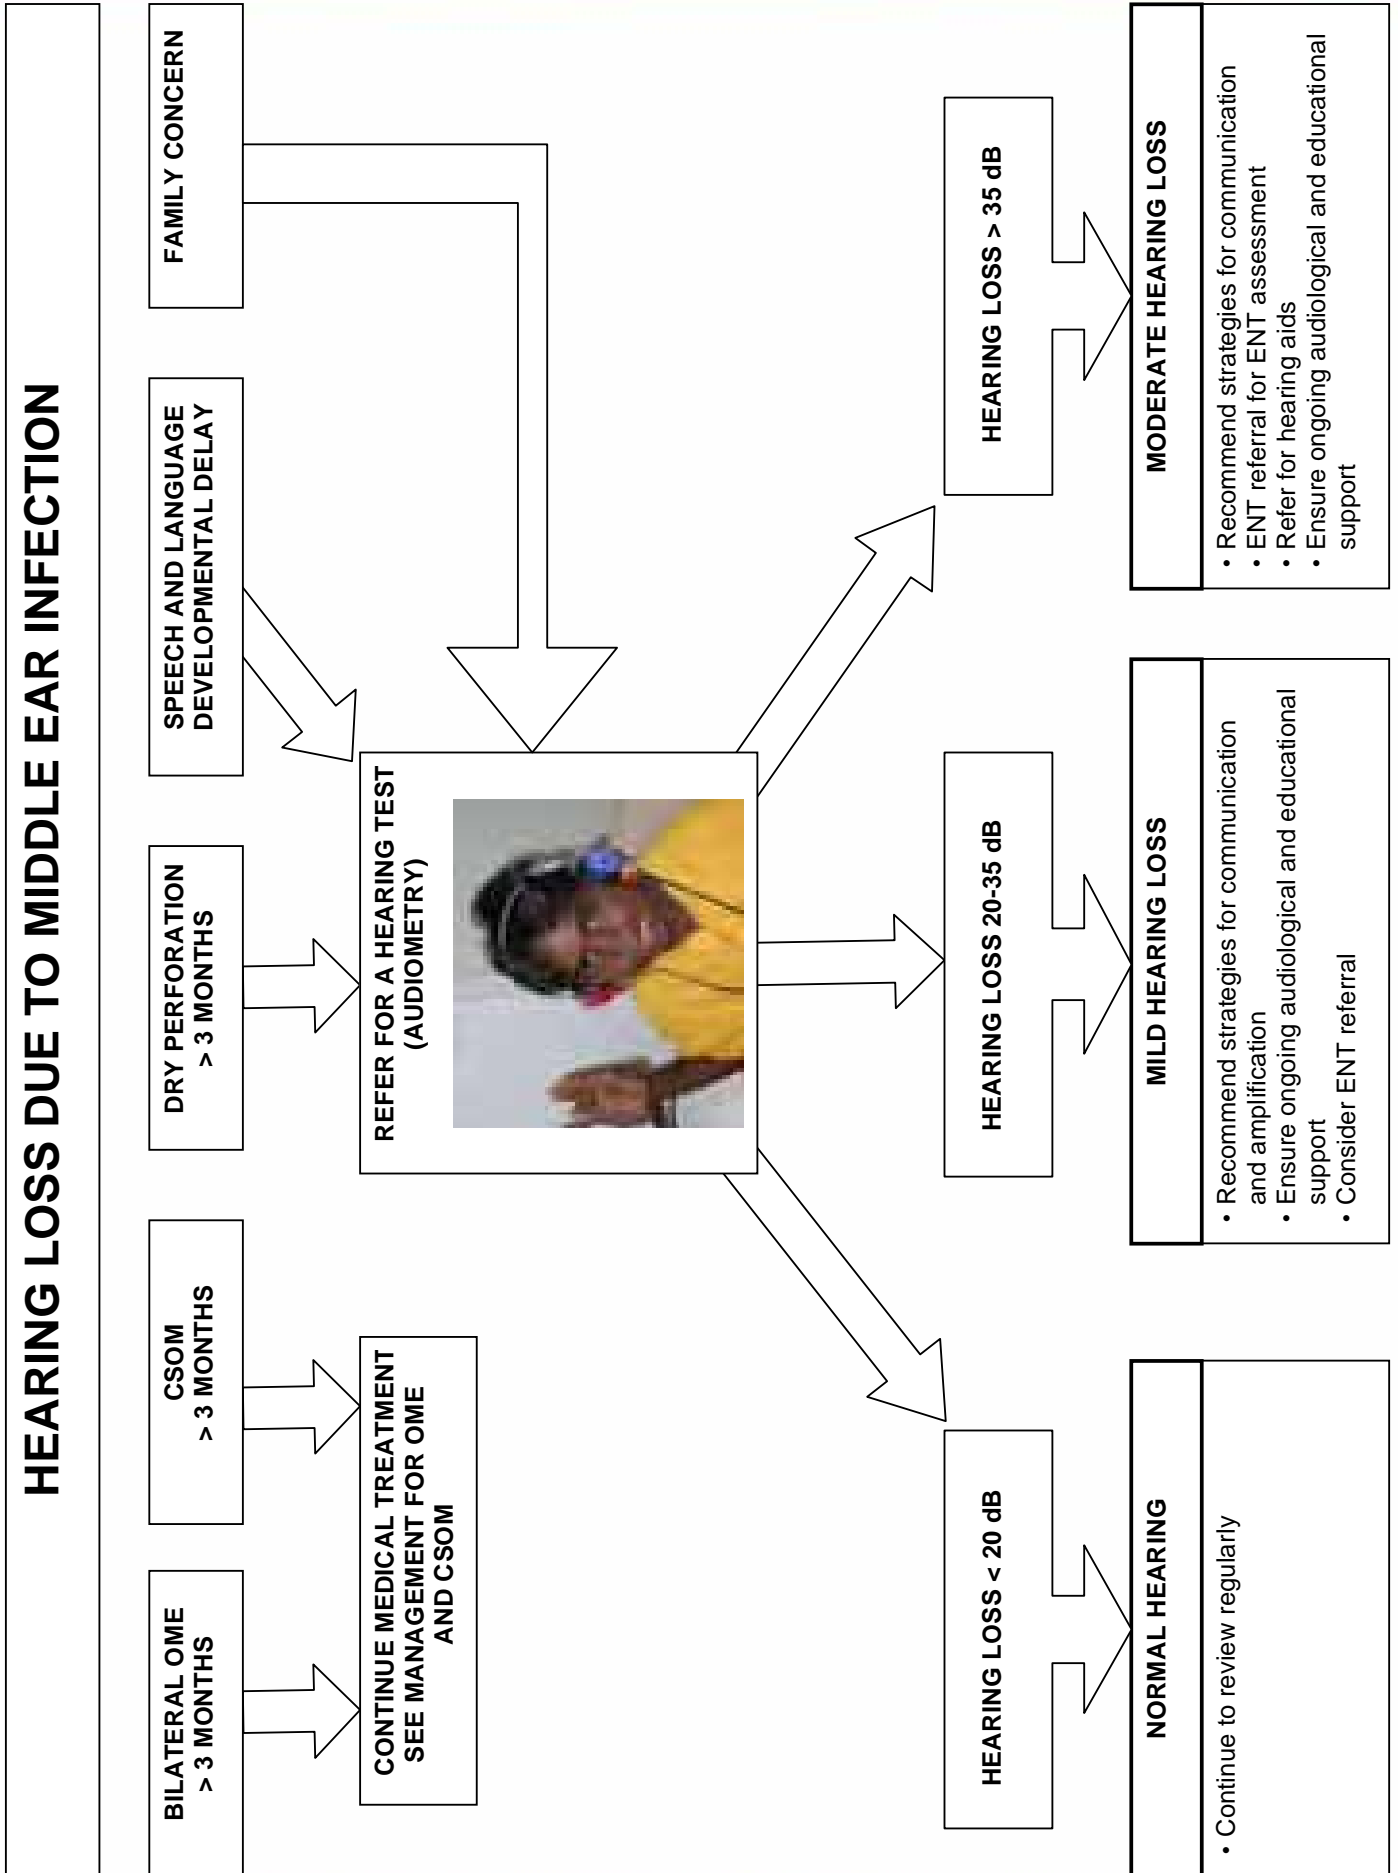 HEARING LOSS DUE TO MIDDLE EAR INFECTION
BILATERAL OME
> 3 MONTHS
CSOM
> 3 MONTHS
DRY PERFORATION
> 3 MONTHS
SPEECH AND LANGUAGE
DEVELOPMENTAL DELAY
FAMILY CONCERN
CONTINUE MEDICAL TREATMENT
SEE MANAGEMENT FOR OME
AND CSOM
REFER FOR A HEARING TEST
(AUDIOMETRY)
HEARING LOSS < 20 dB
HEARING LOSS 20-35 dB
HEARING LOSS > 35 dB
NORMAL HEARING
• Continue to review regularly
MILD HEARING LOSS
• Recommend strategies for communication
and amplification
• Ensure ongoing audiological and educational
support
• Consider ENT referral
MODERATE HEARING LOSS
• Recommend strategies for communication
• ENT referral for ENT assessment
• Refer for hearing aids
• Ensure ongoing audiological and educational
support